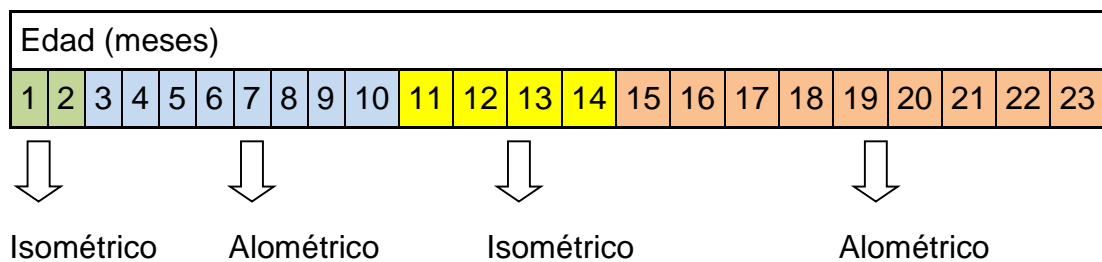 Edad (meses)
1 2 3 4 5 6 7 8 9 10 11 12 13 14 15 16 17 18 19 20 21 22 23
Isométrico Alométrico Isométrico Alométrico